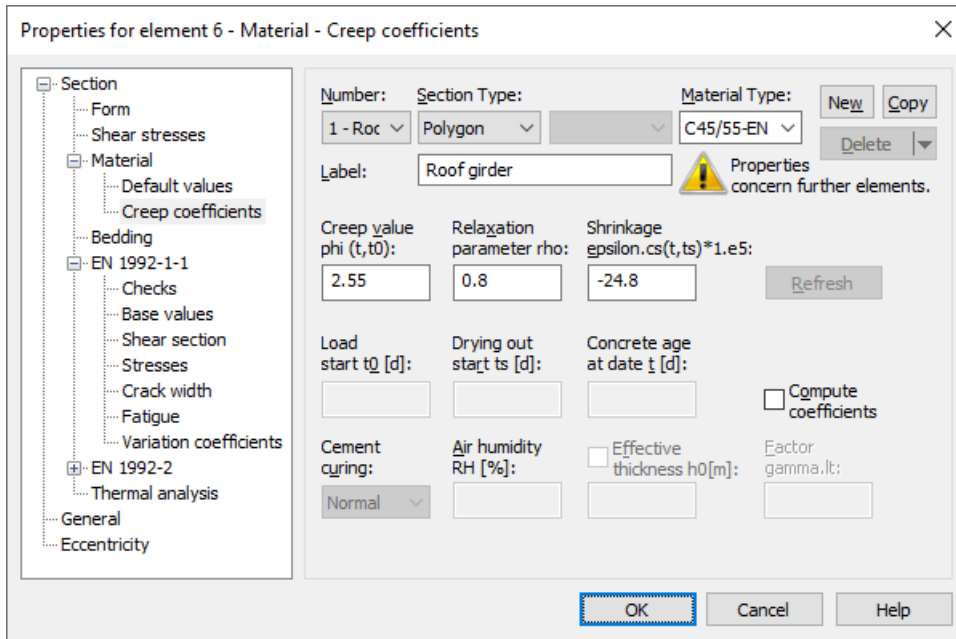 Properties for element 6 - Material - Creep coefficients
Section
Form
Shear stresses
Material
Default values
Creep coefficients
Bedding
EN 1992-1-1
Checks
Base values
Shear section
Stresses
Crack width
Fatigue
Variation coefficients
EN 1992-2
Thermal analysis
General
Eccentricity
Number: Section Type: Material Type: New Copy
1 - Roc Polygon C45/55-EN Delete
Label: Roof girder Properties
concern further elements.
Creep value Relaxation Shrinkage
phi (t,t0): parameter rho: epsilon.cs(t,ts)*1.e5:
2.55 0.8 -24.8 Refresh
Load Drying out Concrete age
start t0 [d]: start ts [d]: at date t [d]:
Compute
coefficients
Cement Air humidity Effective Factor
curing: RH [%]: thickness h0[m]: gamma.lt:
Normal
OK Cancel Help